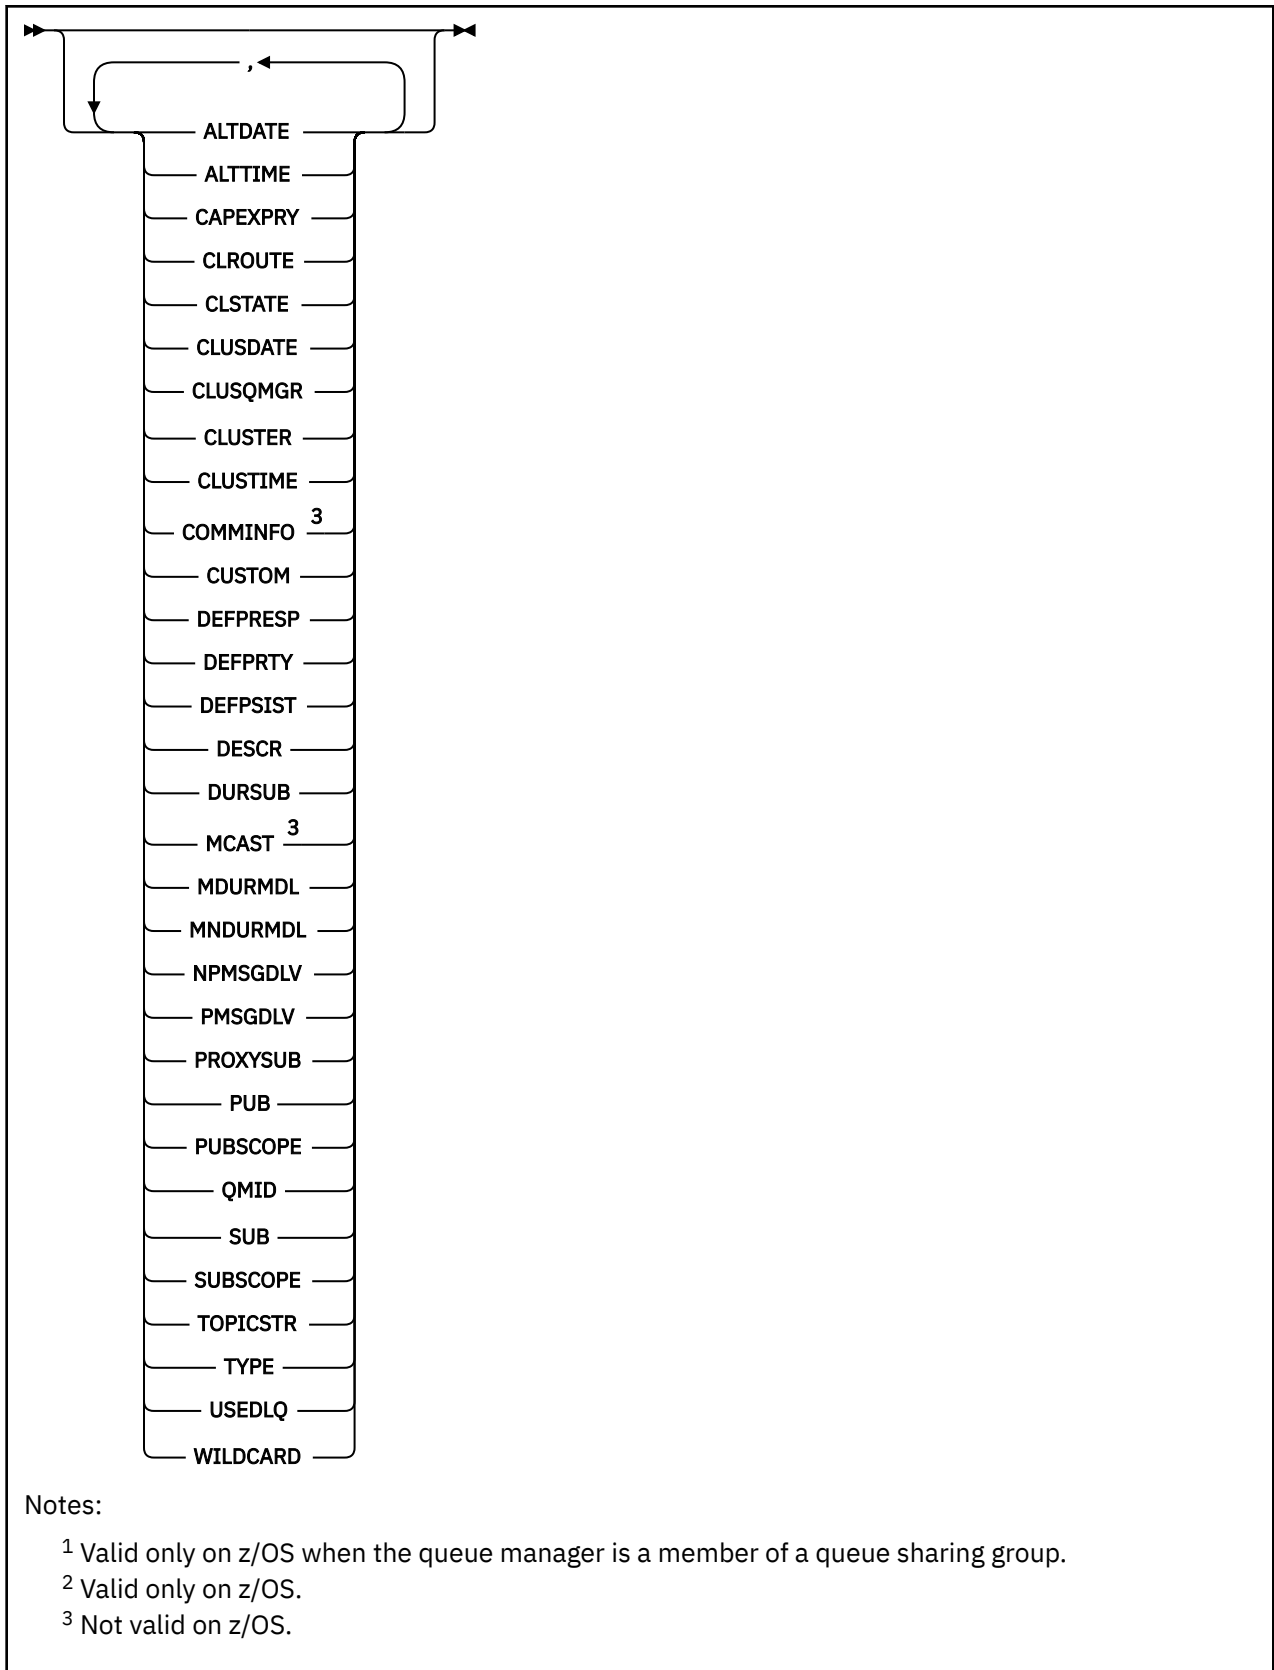 ,
ALTDATE
ALTTIME
CAPEXPRY
CLROUTE
CLSTATE
CLUSDATE
CLUSQMGR
CLUSTER
CLUSTIME
COMMINFO 3
CUSTOM
DEFPRESP
DEFPRTY
DEFPSIST
DESCR
DURSUB
MCAST 3
MDURMDL
MNDURMDL
NPMSGDLV
PMSGDLV
PROXYSUB
PUB
PUBSCOPE
QMID
SUB
SUBSCOPE
TOPICSTR
TYPE
USEDLQ
WILDCARD
Notes:
1 Valid only on z/OS when the queue manager is a member of a queue sharing group.
2 Valid only on z/OS.
3 Not valid on z/OS.